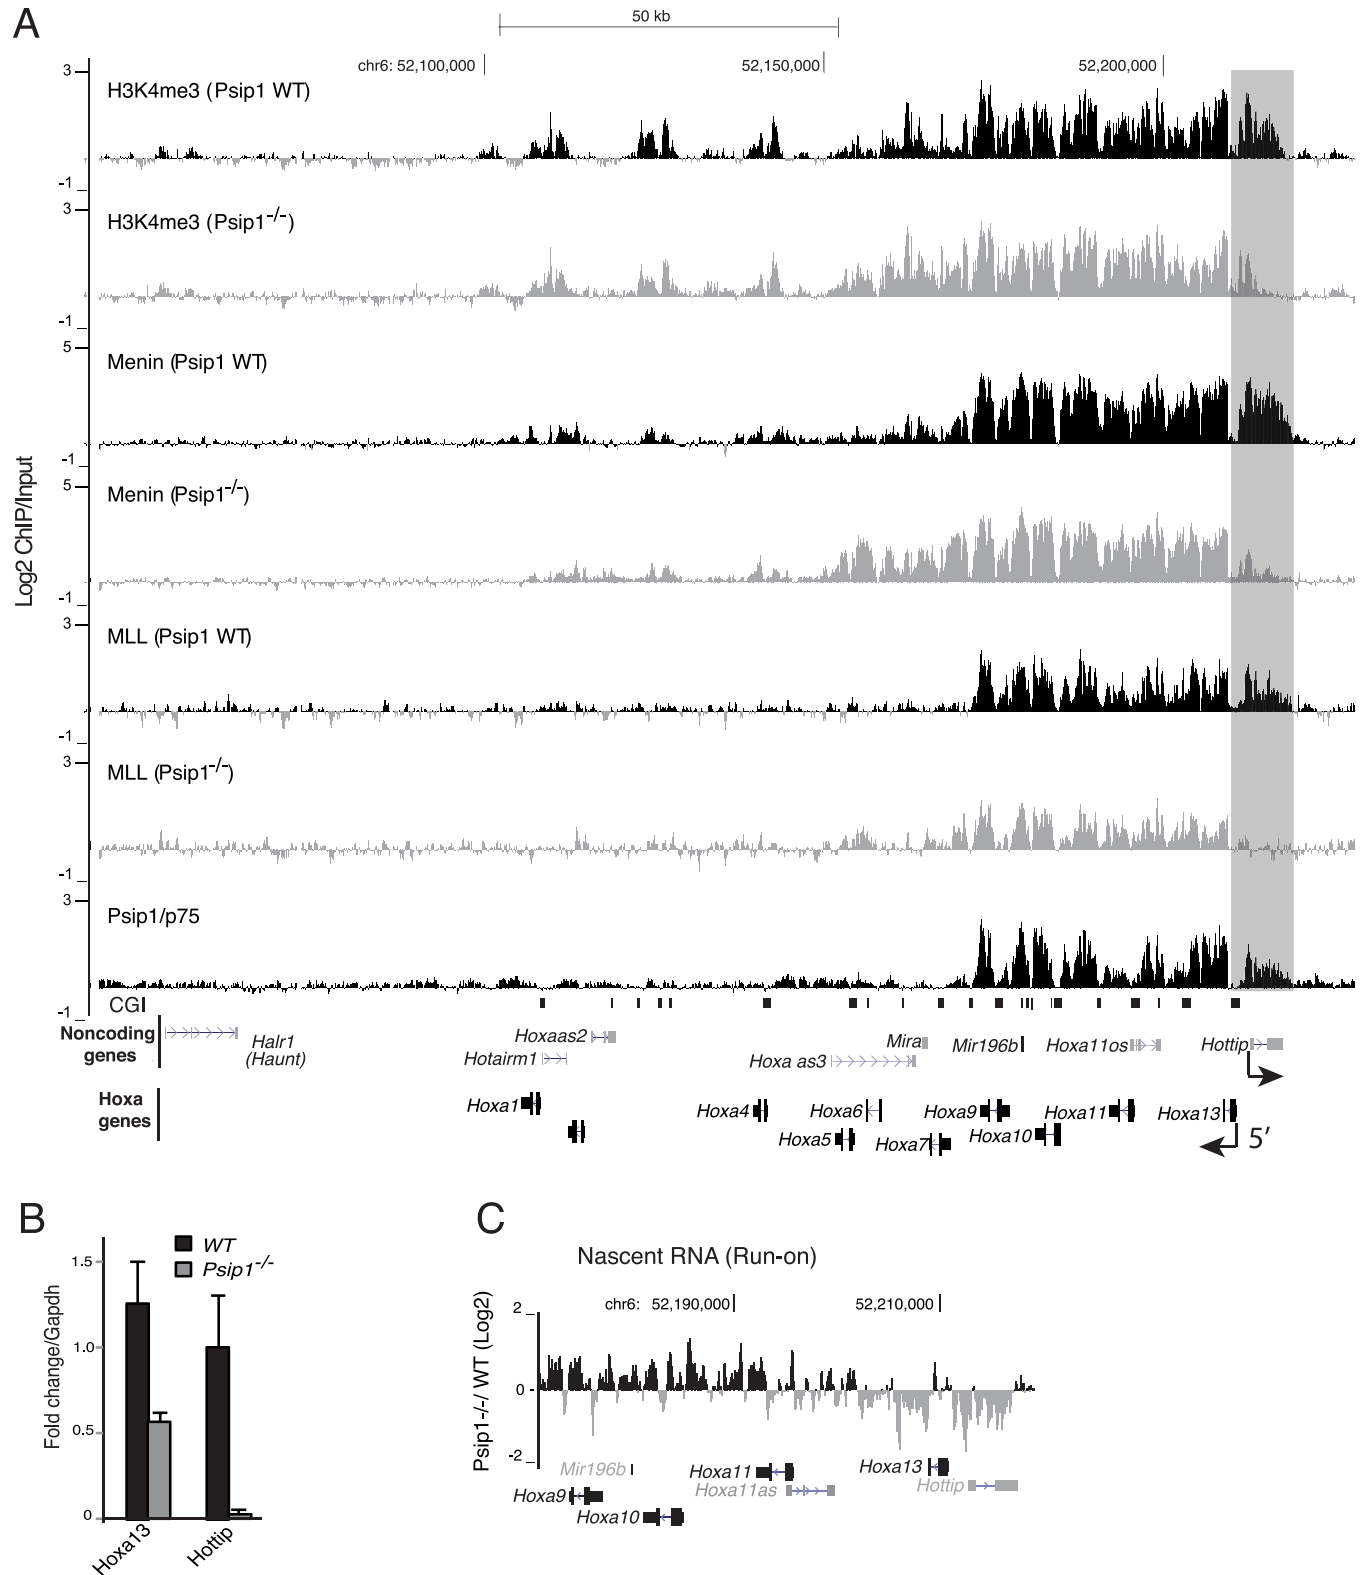 A
50 kb
chr6: 52,100,000
52,150,000
52,200,000
3
H3K4me3 (Psip1 WT)
-1
3
H3K4me3 (Psip1-/-)
-1
5
Menin (Psip1 WT)
-1
5
Menin (Psip1-/-)
-1
3
MLL (Psip1 WT)
-1
3
MLL (Psip1-/-)
-1
3
Psip1/p75
-1
Log2 ChIP/Input
CGI
Noncoding genes
Halr1
(Haunt)
Hoxaas2
Hotairm1
Hoxa as3
Mira
Mir196b
Hoxa11os
Hottip
Hoxa genes
Hoxa1
Hoxa4
Hoxa5
Hoxa6
Hoxa7
Hoxa9
Hoxa10
Hoxa11
Hoxa13
5′
B
WT
Psip1-/-
Fold change/Gapdh
1.5
1.0
0.5
0
Hoxa13
Hottip
C
Nascent RNA (Run-on)
chr6: 52,190,000
52,210,000
Psip1-/-/ WT (Log2)
2
0
-2
Mir196b
Hoxa9
Hoxa10
Hoxa11
Hoxa11as
Hoxa13
Hottip